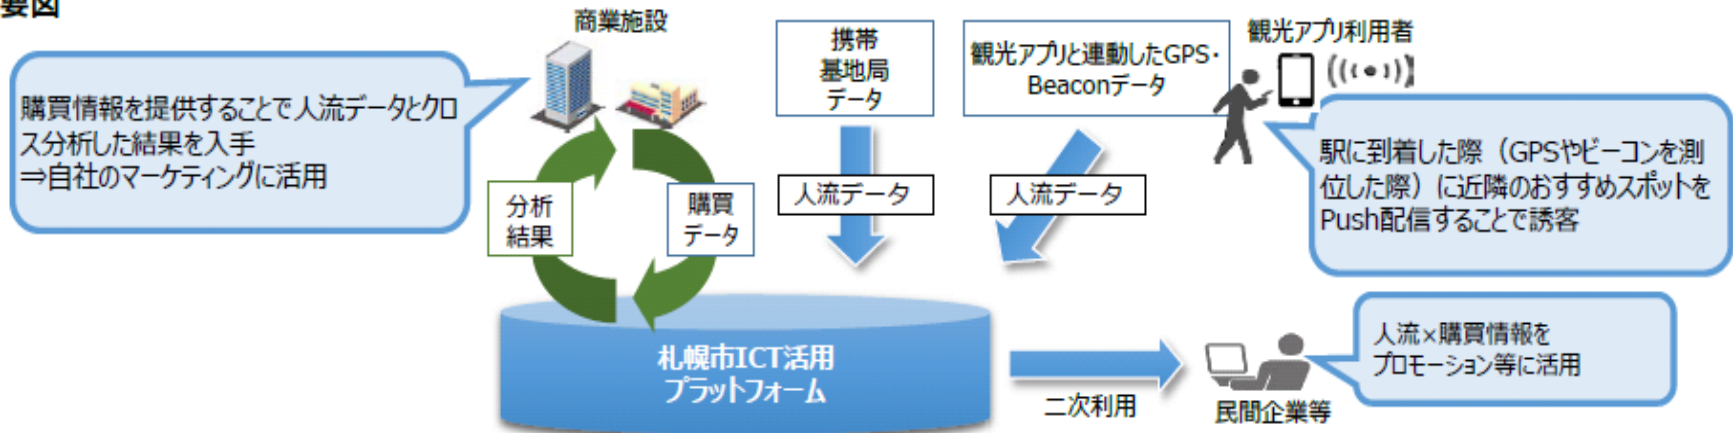 要図
商業施設
購買情報を提供することで人流データとクロ
ス分析した結果を入手
⇒自社のマーケティングに活用
分析
結果
購買
データ
携帯
基地局
データ
人流データ
観光アプリと連動したGPS・
Beaconデータ
人流データ
観光アプリ利用者
駅に到着した際（GPSやビーコンを測
位した際）に近隣のおすすめスポットを
Push配信することで誘客
札幌市ICT活用
プラットフォーム
二次利用
民間企業等
人流×購買情報を
プロモーション等に活用